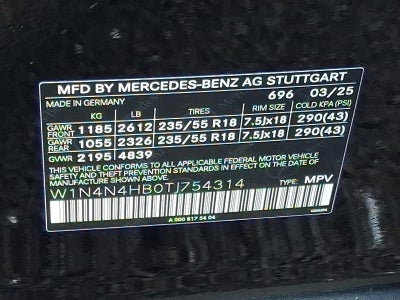 MFD BY MERCEDES-BENZ AG STUTTGART
696 03/25
MADE IN GERMANY
KG LB TIRES RIM SIZE COLD KPA (PSI)
GAWR FRONT 1185 2612 235/55 R18 7.5Jx18 290(43)
GAWR REAR 1055 2326 235/55 R18 7.5Jx18 290(43)
GVWR 2195 4839
THIS VEHICLE CONFORMS TO ALL APPLICABLE FEDERAL MOTOR VEHICLE
SAFETY, BUMPER, AND THEFT PREVENTION STANDARDS IN EFFECT ON THE
DATE OF MANUFACTURE SHOWN ABOVE.
W1N4N4HB0TJ754314 TYPE: MPV
A 000 817 54 04